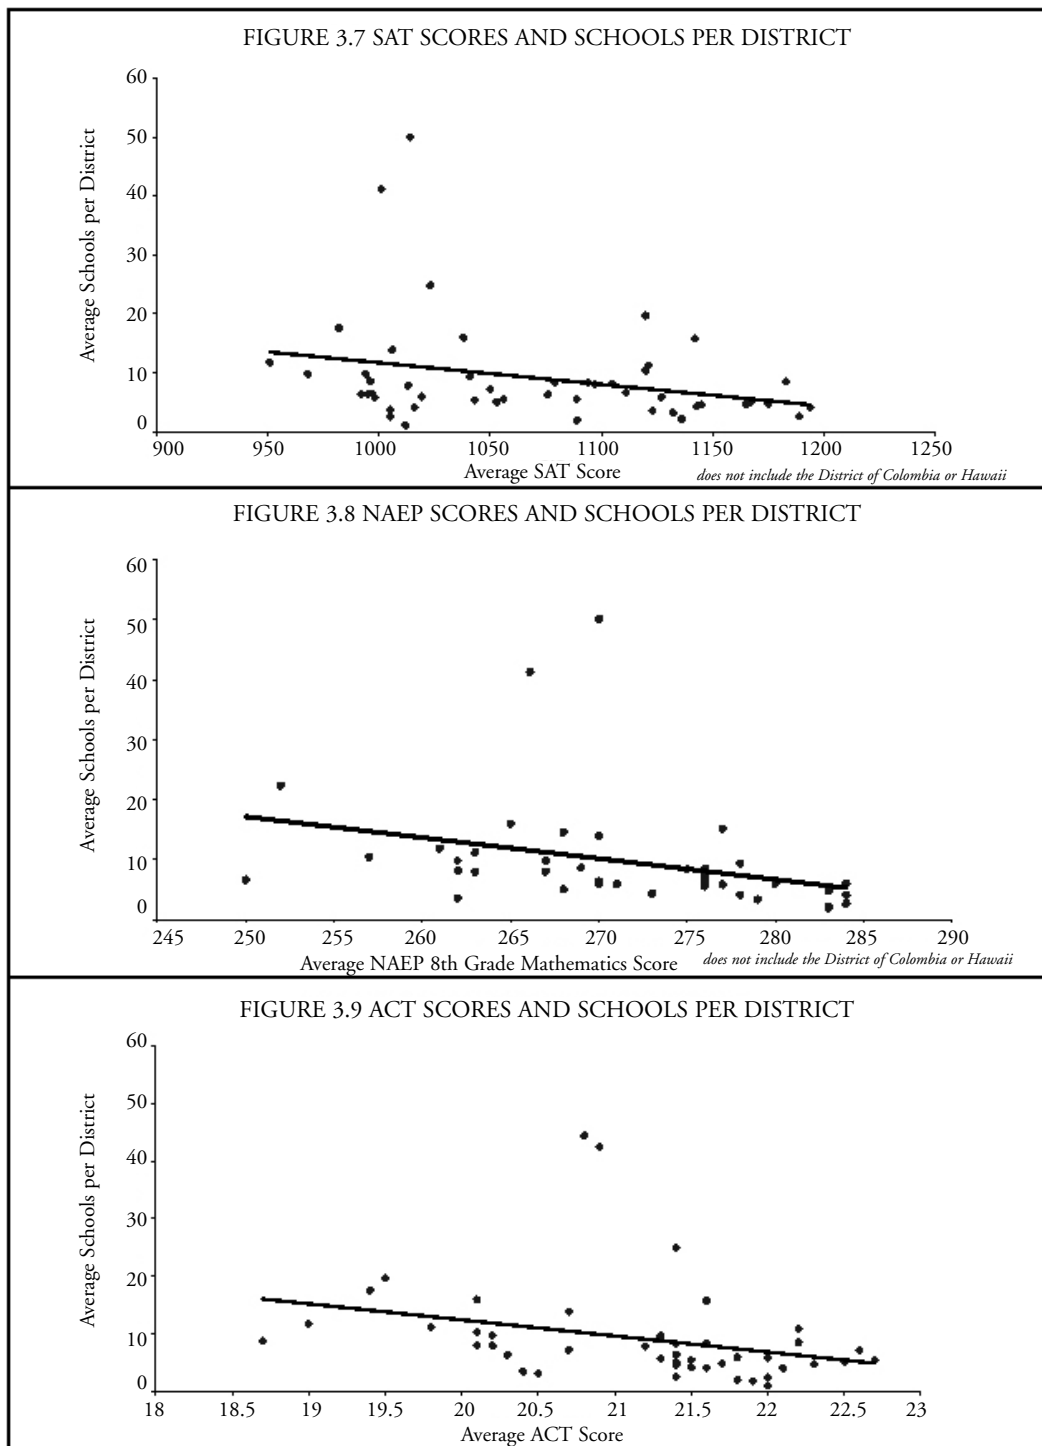 FIGURE 3.7 SAT SCORES AND SCHOOLS PER DISTRICT
Average Schools per District
60
50
40
30
20
10
0
900 950 1000 1050 1100 1150 1200 1250
Average SAT Score
does not include the District of Colombia or Hawaii
FIGURE 3.8 NAEP SCORES AND SCHOOLS PER DISTRICT
Average Schools per District
60
50
40
30
20
10
0
245 250 255 260 265 270 275 280 285 290
Average NAEP 8th Grade Mathematics Score
does not include the District of Colombia or Hawaii
FIGURE 3.9 ACT SCORES AND SCHOOLS PER DISTRICT
Average Schools per District
60
50
40
30
20
10
0
18 18.5 19 19.5 20 20.5 21 21.5 22 22.5 23
Average ACT Score